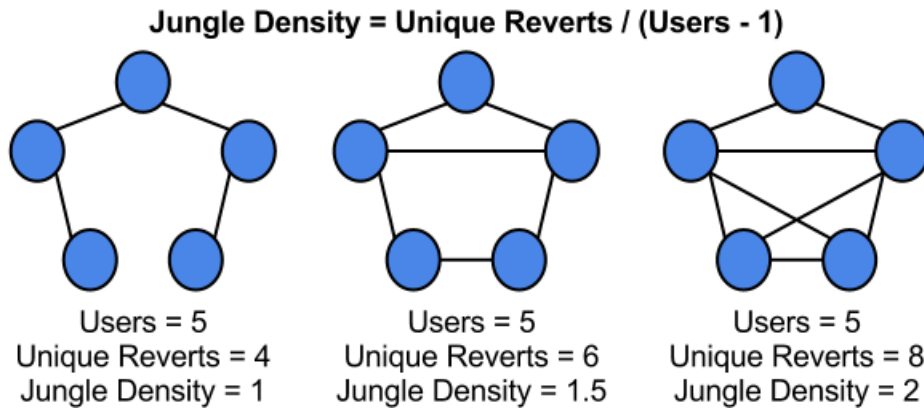 Jungle Density = Unique Reverts / (Users - 1)
Users = 5
Unique Reverts = 4
Jungle Density = 1
Users = 5
Unique Reverts = 6
Jungle Density = 1.5
Users = 5
Unique Reverts = 8
Jungle Density = 2